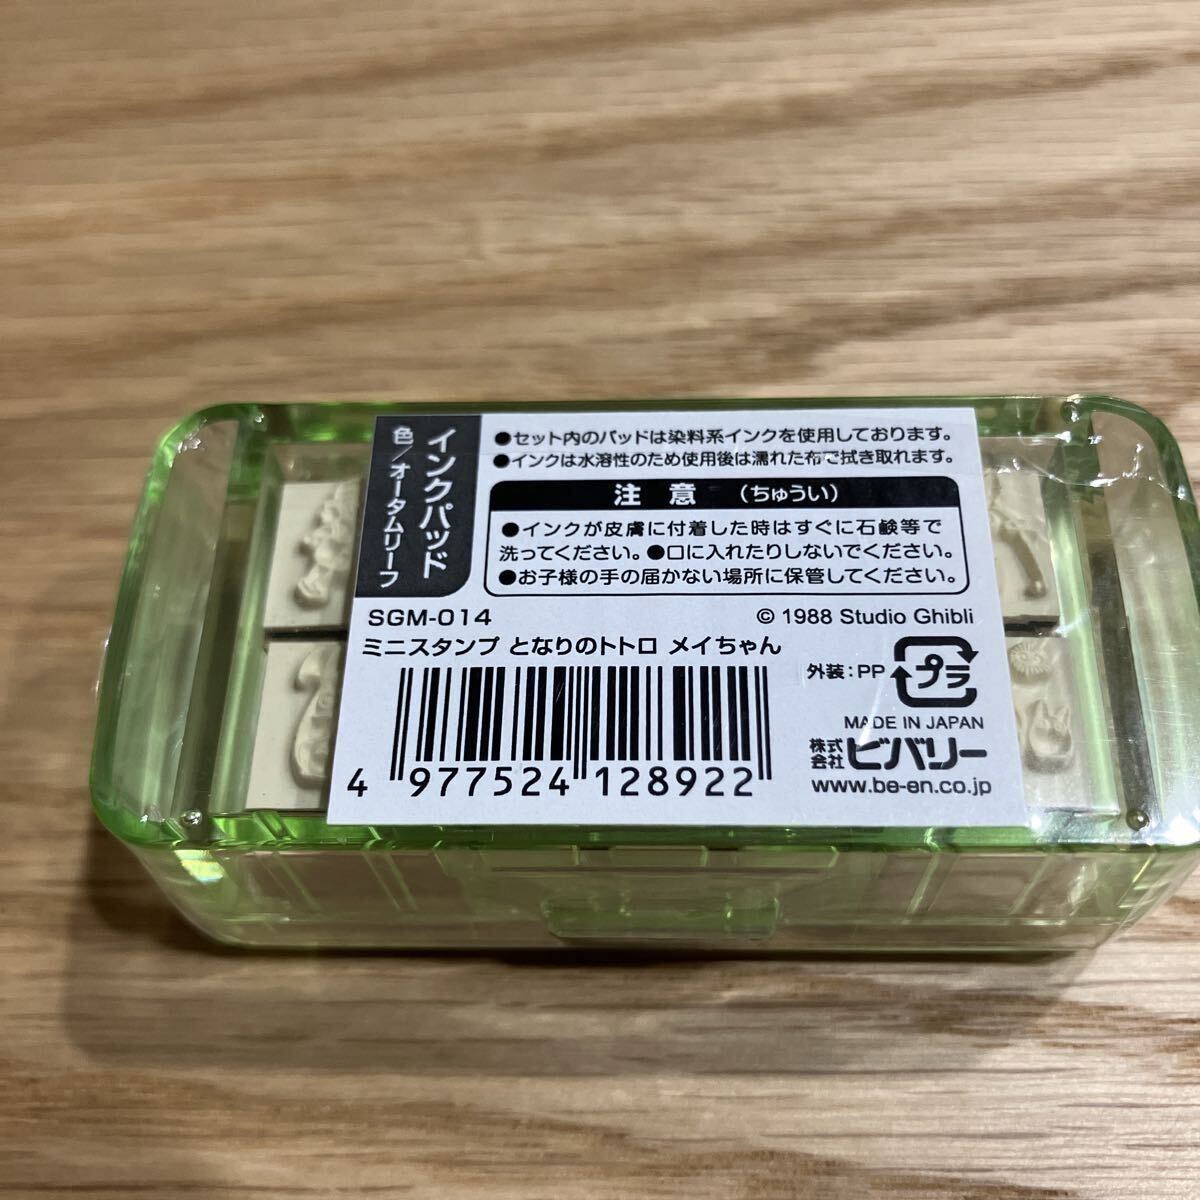 インクパッド
色/オータムリーフ
●セット内のパッドは染料系インクを使用しております。
●インクは水溶性のため使用後は濡れた布で拭き取れます。
注 意 (ちゅうい)
●インクが皮膚に付着した時はすぐに石鹸等で
洗ってください。●口に入れたりしないでください。
●お子様の手の届かない場所に保管してください。
SGM-014
© 1988 Studio Ghibli
ミニスタンプ となりのトトロ メイちゃん
外装:PP プラ
MADE IN JAPAN
株式会社 ビバリー
www.be-en.co.jp
4 977524 128922